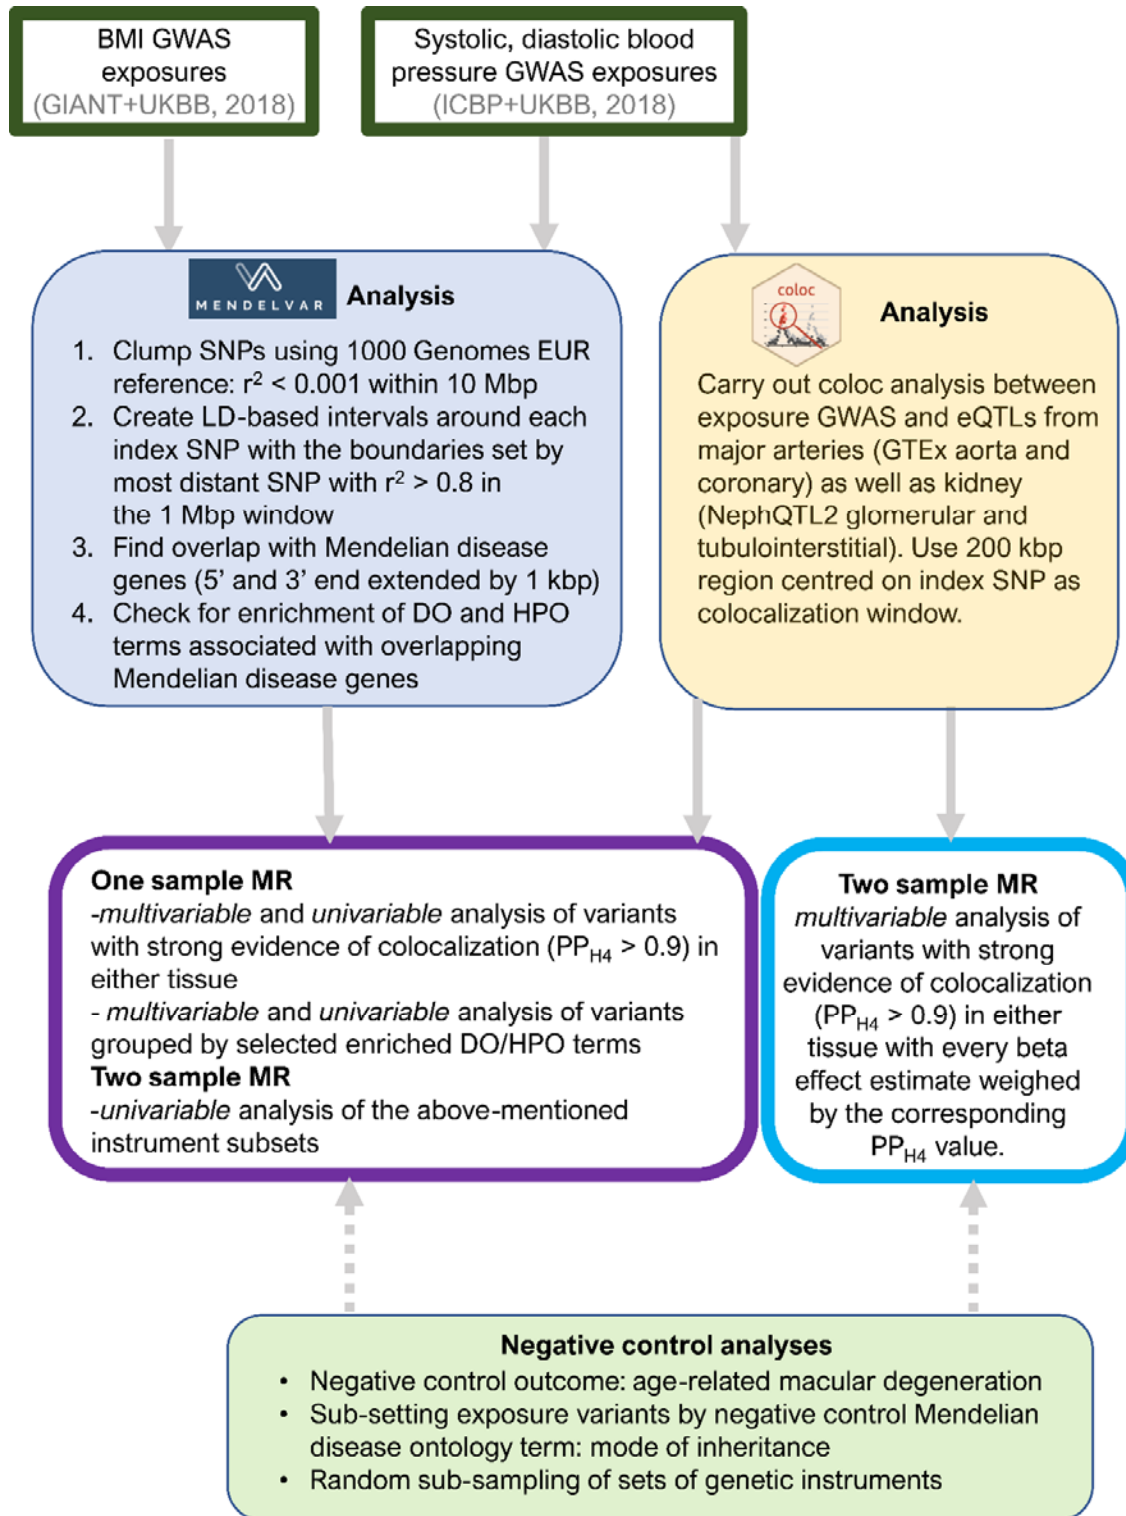 BMI GWAS
exposures
(GIANT+UKBB, 2018)
Systolic, diastolic blood
pressure GWAS exposures
(ICBP+UKBB, 2018)
MENDELVAR
Analysis
1. Clump SNPs using 1000 Genomes EUR
reference: r² < 0.001 within 10 Mbp
2. Create LD-based intervals around each
index SNP with the boundaries set by
most distant SNP with r² > 0.8 in
the 1 Mbp window
3. Find overlap with Mendelian disease
genes (5’ and 3’ end extended by 1 kbp)
4. Check for enrichment of DO and HPO
terms associated with overlapping
Mendelian disease genes
coloc
Analysis
Carry out coloc analysis between
exposure GWAS and eQTLs from
major arteries (GTEx aorta and
coronary) as well as kidney
(NephQTL2 glomerular and
tubulointerstitial). Use 200 kbp
region centred on index SNP as
colocalization window.
One sample MR
-multivariable and univariable analysis of variants
with strong evidence of colocalization (PPH4 > 0.9) in
either tissue
- multivariable and univariable analysis of variants
grouped by selected enriched DO/HPO terms
Two sample MR
-univariable analysis of the above-mentioned
instrument subsets
Two sample MR
multivariable analysis of
variants with strong
evidence of colocalization
(PPH4 > 0.9) in either
tissue with every beta
effect estimate weighed
by the corresponding
PPH4 value.
Negative control analyses
• Negative control outcome: age-related macular degeneration
• Sub-setting exposure variants by negative control Mendelian
disease ontology term: mode of inheritance
• Random sub-sampling of sets of genetic instruments